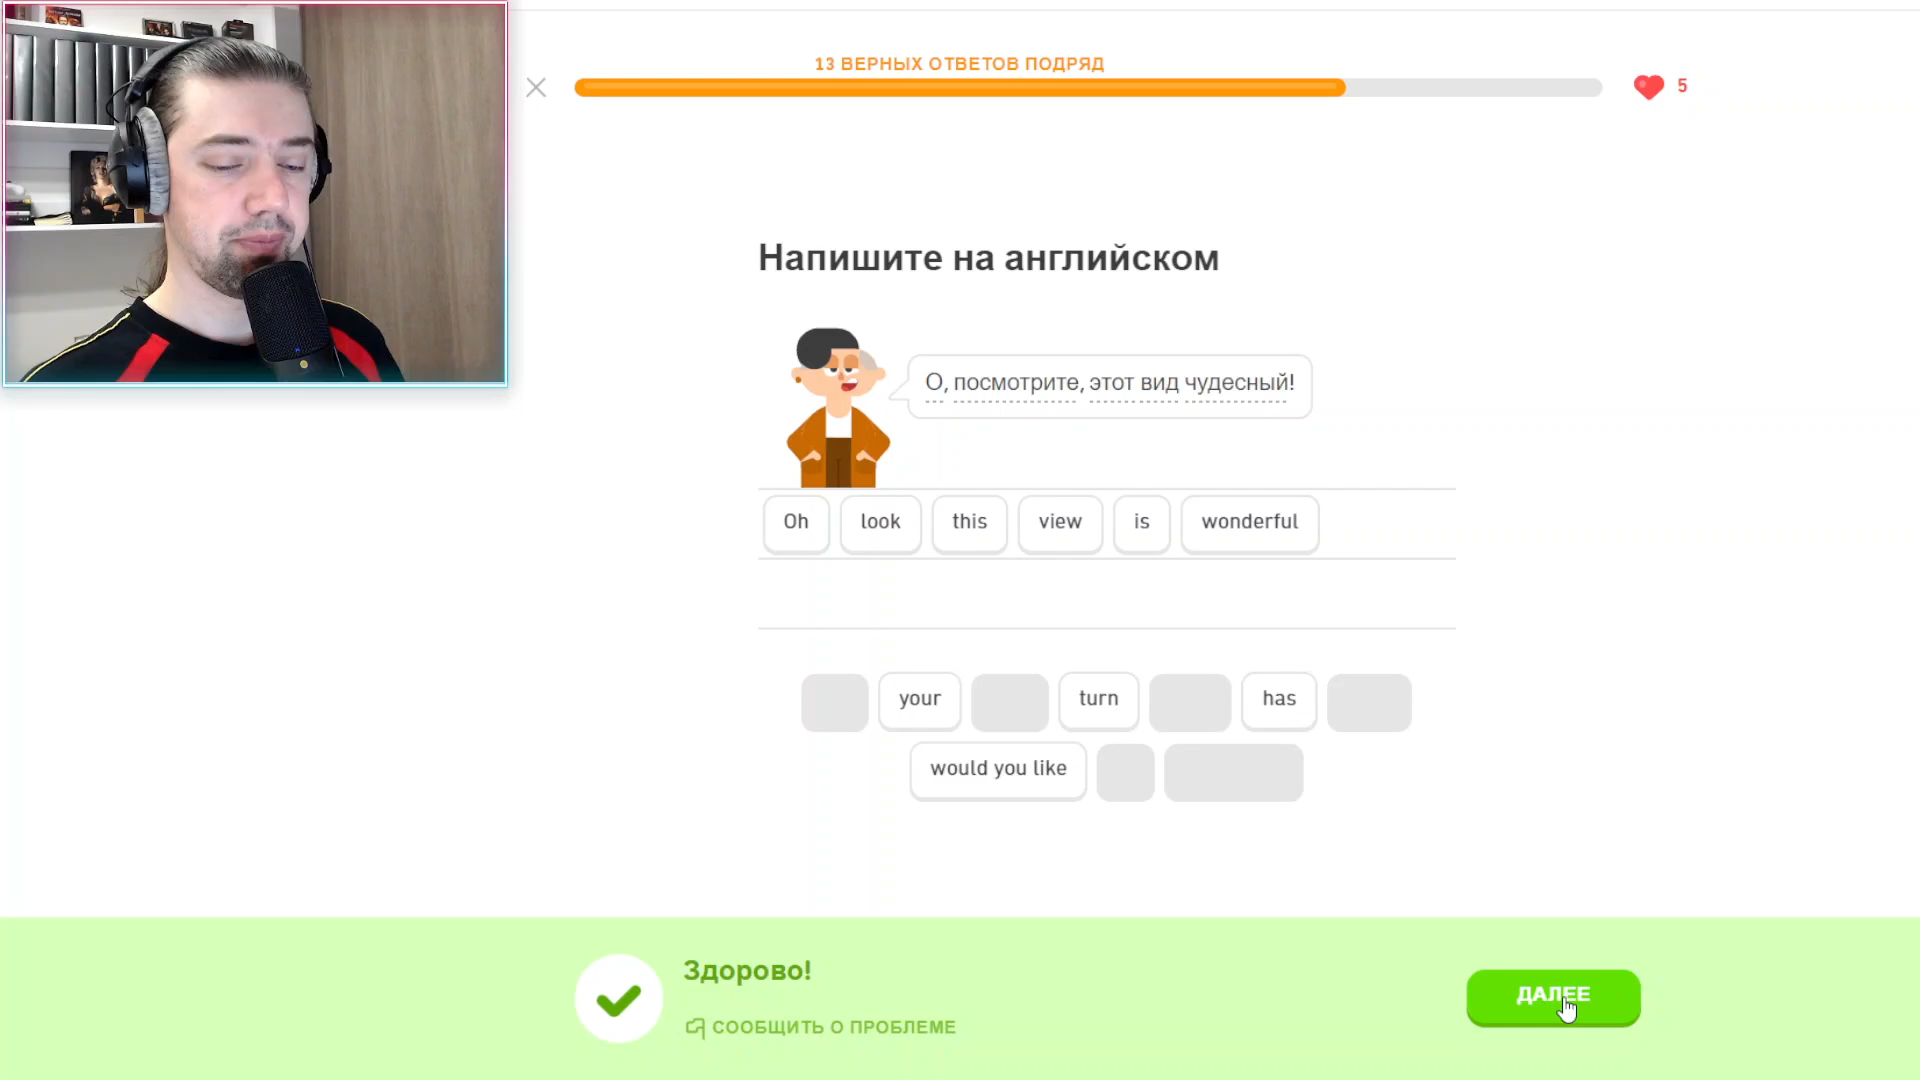 13 ВЕРНЫХ ОТВЕТОВ ПОДРЯД
5
Напишите на английском
О, посмотрите, этот вид чудесный!
Oh look this view is wonderful
your turn has
would you like
Здорово!
СООБЩИТЬ О ПРОБЛЕМЕ
ДАЛЕЕ